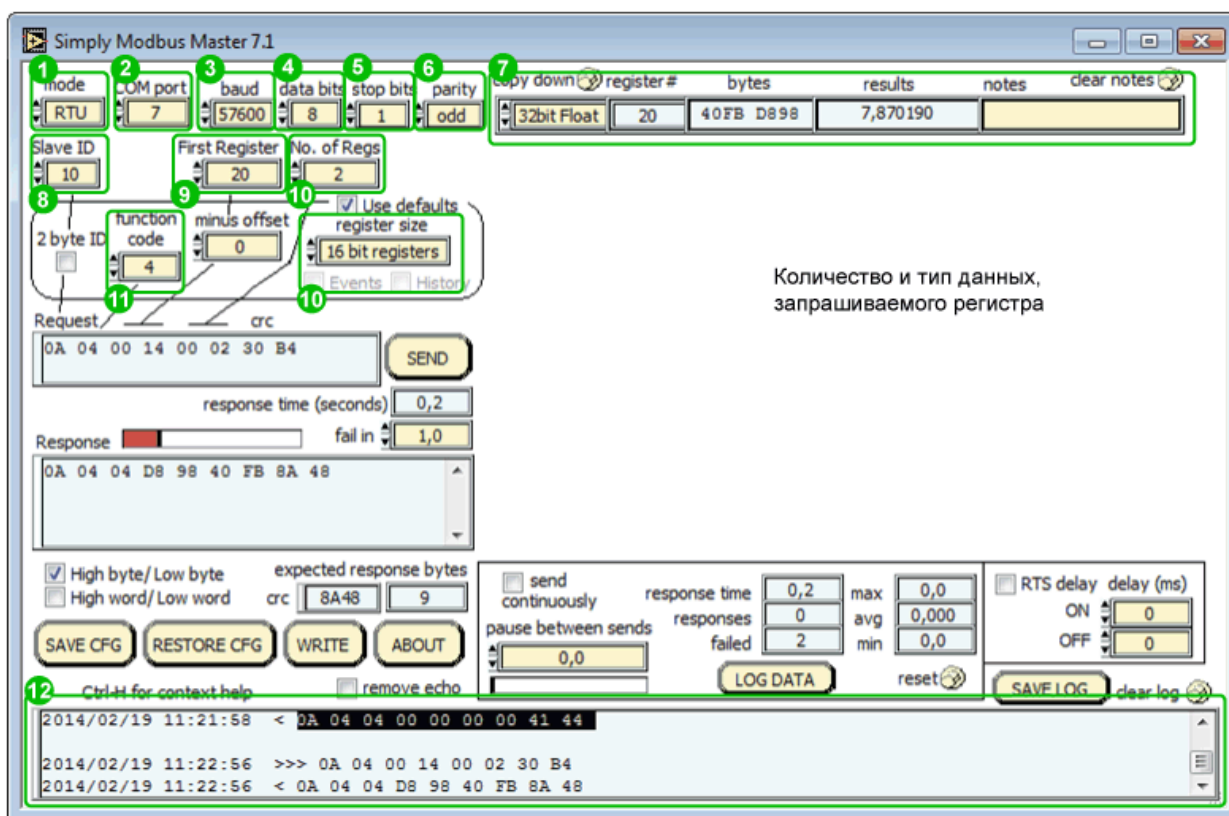 Simply Modbus Master 7.1
1 2 3 4 5 6 7
mode COM port baud data bits stop bits parity copy down register # bytes results notes clear notes
RTU 7 57600 8 1 odd 32bit Float 20 40FB D898 7,870190
Slave ID First Register No. of Regs
10 20 2
8 9 10
Use defaults
function minus offset register size
2 byte ID code
0 16 bit registers
4
Events History
11 10
Количество и тип данных,
запрашиваемого регистра
Request crc
0A 04 00 14 00 02 30 B4
SEND
response time (seconds) 0,2
Response fail in 1,0
0A 04 04 D8 98 40 FB 8A 48
High byte/Low byte expected response bytes
High word/Low word crc 8A48 9
SAVE CFG RESTORE CFG WRITE ABOUT
Ctrl-H for context help remove echo
send
continuously
pause between sends
0,0
response time 0,2 max 0,0
responses 0 avg 0,000
failed 2 min 0,0
LOG DATA reset
RTS delay delay (ms)
ON 0
OFF 0
SAVE LOG clear log
12
2014/02/19 11:21:58 < 0A 04 04 00 00 00 00 41 44
2014/02/19 11:22:56 >>> 0A 04 00 14 00 02 30 B4
2014/02/19 11:22:56 < 0A 04 04 D8 98 40 FB 8A 48